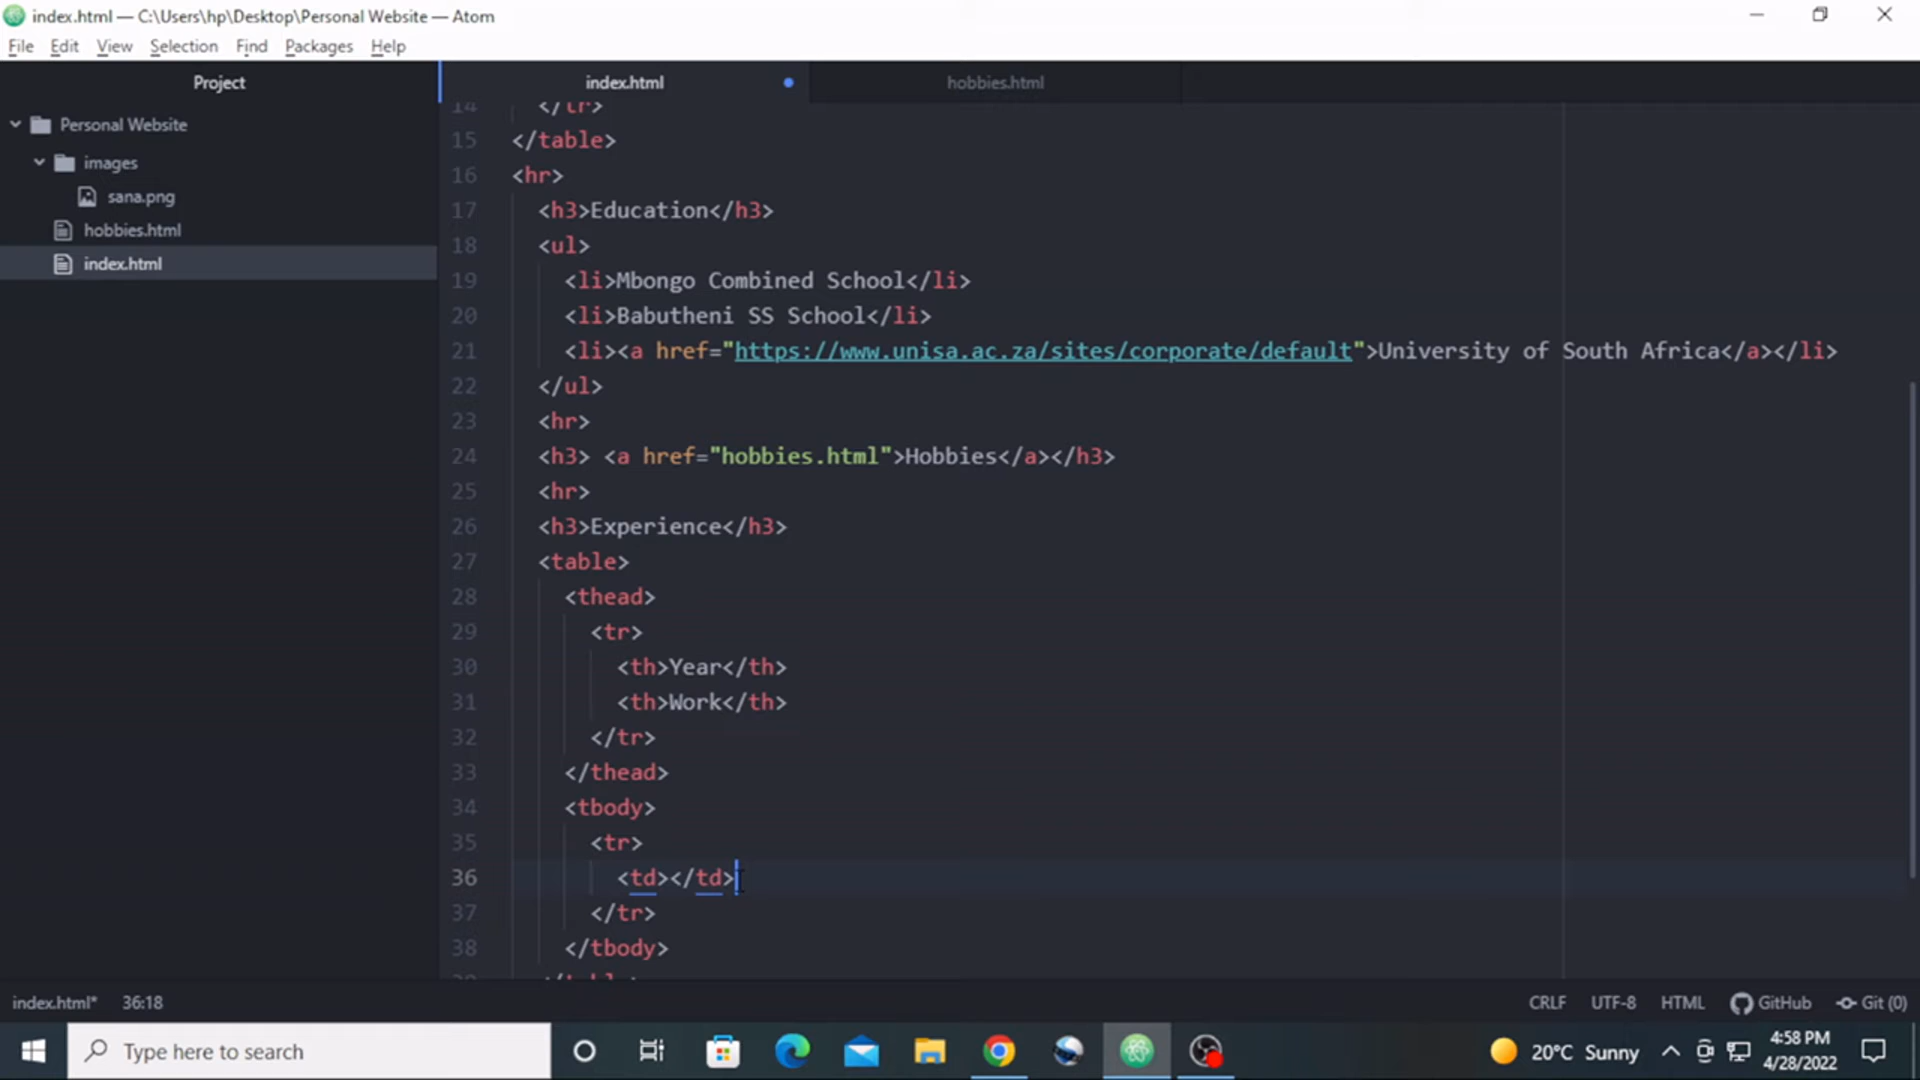 index.html — C:\Users\hp\Desktop\Personal Website — Atom
File Edit View Selection Find Packages Help
Project
index.html
hobbies.html
Personal Website
images
sana.png
hobbies.html
index.html
14 </tr>
15 </table>
16 <hr>
17 <h3>Education</h3>
18 <ul>
19 <li>Mbongo Combined School</li>
20 <li>Babutheni SS School</li>
21 <li><a href="https://www.unisa.ac.za/sites/corporate/default">University of South Africa</a></li>
22 </ul>
23 <hr>
24 <h3> <a href="hobbies.html">Hobbies</a></h3>
25 <hr>
26 <h3>Experience</h3>
27 <table>
28 <thead>
29 <tr>
30 <th>Year</th>
31 <th>Work</th>
32 </tr>
33 </thead>
34 <tbody>
35 <tr>
36 <td></td>
37 </tr>
38 </tbody>
index.html* 36:18
CRLF UTF-8 HTML GitHub Git (0)
Type here to search
20°C Sunny
4:58 PM
4/28/2022